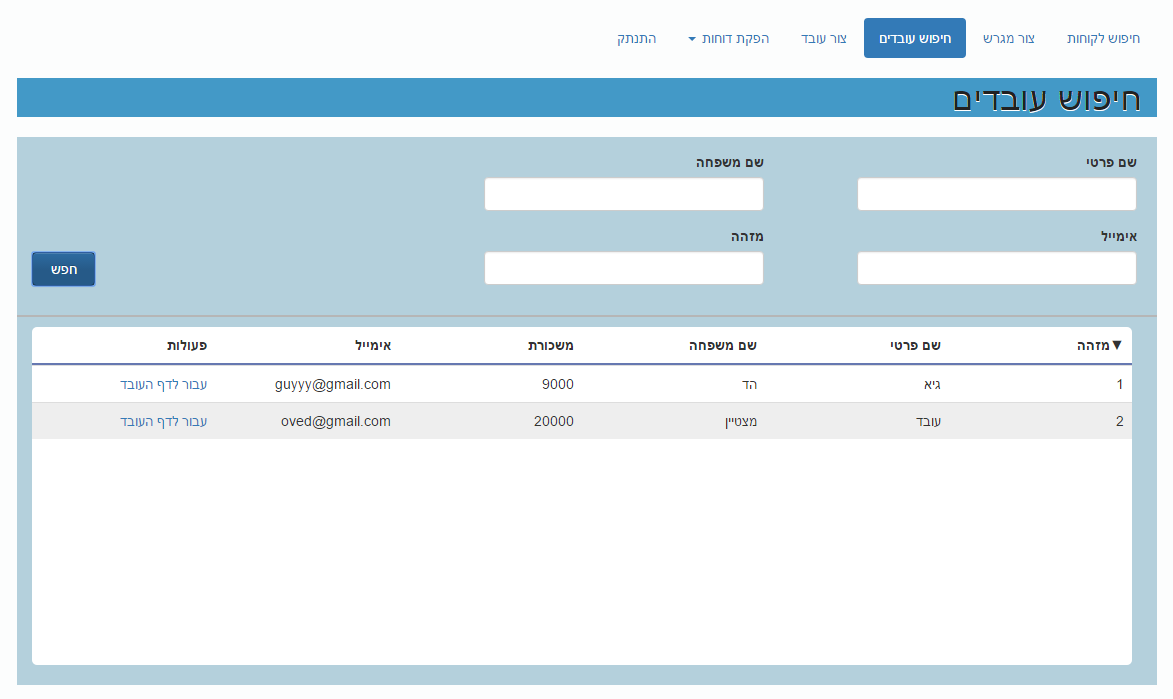 חיפוש לקוחות צור מגרש חיפוש עובדים צור עובד הפקת דוחות התנתק
חיפוש עובדים
שם פרטי שם משפחה
אימייל מזהה
חפש
▼מזהה שם פרטי שם משפחה משכורת אימייל פעולות
1 גיא הד 9000 guyyy@gmail.com עבור לדף העובד
2 עובד מצטיין 20000 oved@gmail.com עבור לדף העובד